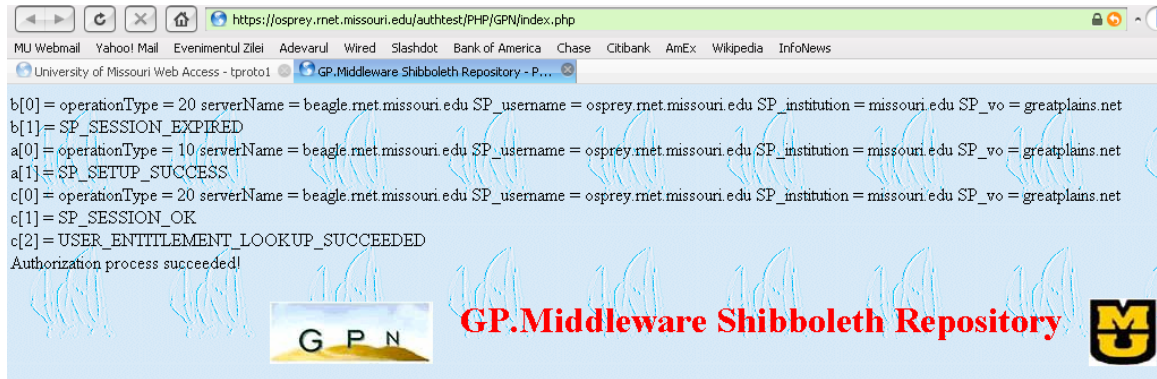 https://osprey.rnet.missouri.edu/authtest/PHP/GPN/index.php
MU Webmail Yahoo! Mail Evenimentul Zilei Adevarul Wired Slashdot Bank of America Chase Citibank AmEx Wikipedia InfoNews
University of Missouri Web Access - tproto1 GP.Middleware Shibboleth Repository - P...
b[0] = operationType = 20 serverName = beagle.rnet.missouri.edu SP_username = osprey.rnet.missouri.edu SP_institution = missouri.edu SP_vo = greatplains.net
b[1] = SP_SESSION_EXPIRED
a[0] = operationType = 10 serverName = beagle.rnet.missouri.edu SP_username = osprey.rnet.missouri.edu SP_institution = missouri.edu SP_vo = greatplains.net
a[1] = SP_SETUP_SUCCESS
c[0] = operationType = 20 serverName = beagle.rnet.missouri.edu SP_username = osprey.rnet.missouri.edu SP_institution = missouri.edu SP_vo = greatplains.net
c[1] = SP_SESSION_OK
c[2] = USER_ENTITLEMENT_LOOKUP_SUCCEEDED
Authorization process succeeded!
G P N
GP.Middleware Shibboleth Repository
MU